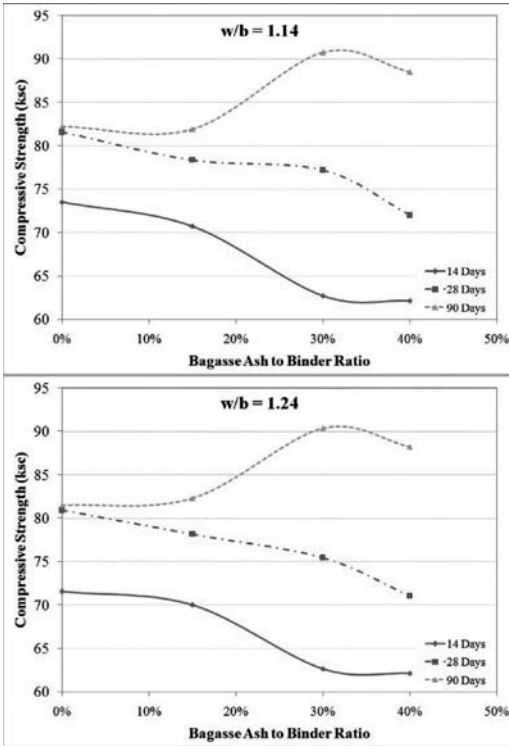 w/b = 1.14
Compressive Strength (ksc)
95
90
85
80
75
70
65
60
14 Days
28 Days
90 Days
0% 10% 20% 30% 40% 50%
Bagasse Ash to Binder Ratio
w/b = 1.24
Compressive Strength (ksc)
95
90
85
80
75
70
65
60
14 Days
28 Days
90 Days
0% 10% 20% 30% 40% 50%
Bagasse Ash to Binder Ratio